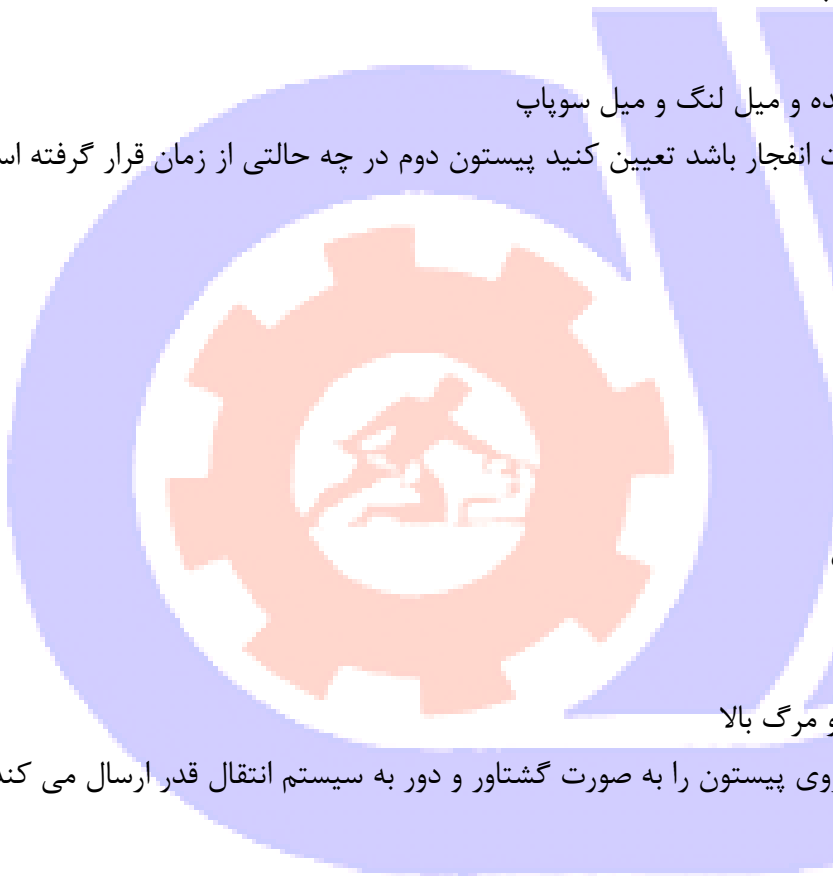 ده و میل لنگ و میل سوپاپ
ت انفجار باشد تعیین کنید پیستون دوم در چه حالتی از زمان قرار گرفته اس
و مرگ بالا
روی پیستون را به صورت گشتاور و دور به سیستم انتقال قدر ارسال می کند